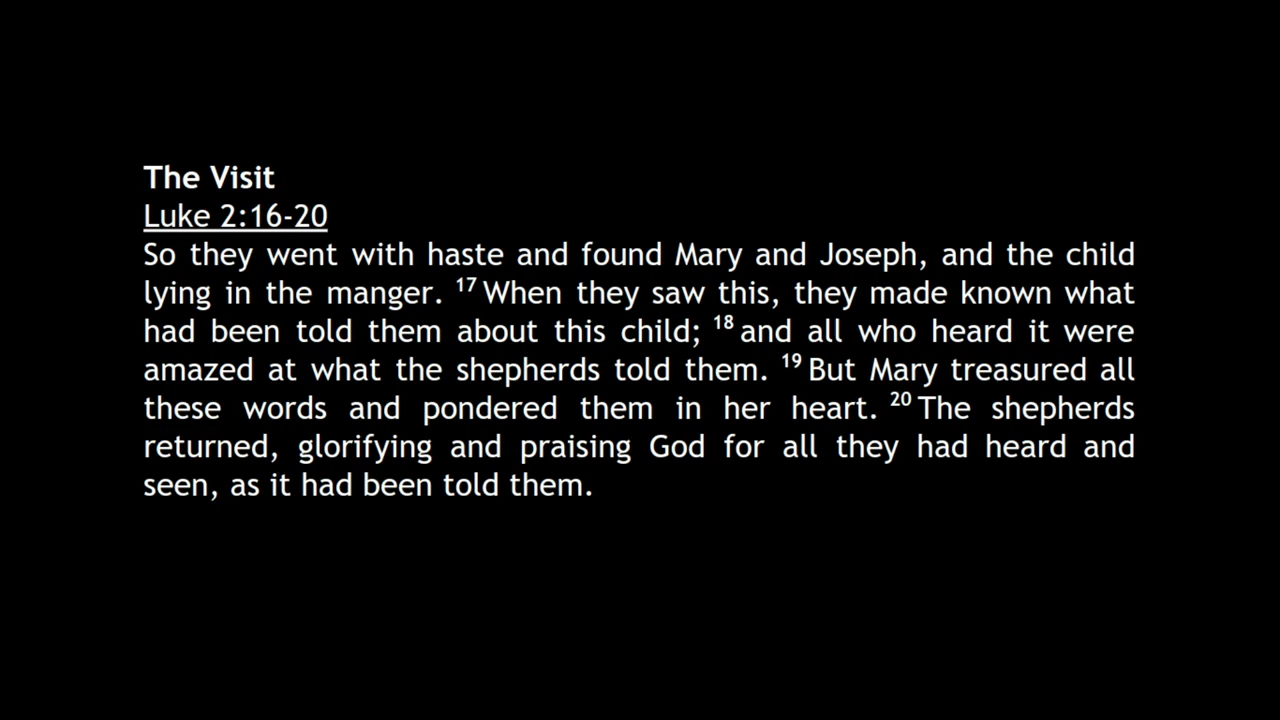 The Visit
Luke 2:16-20
So they went with haste and found Mary and Joseph, and the child
lying in the manger. 17 When they saw this, they made known what
had been told them about this child; 18 and all who heard it were
amazed at what the shepherds told them. 19 But Mary treasured all
these words and pondered them in her heart. 20 The shepherds
returned, glorifying and praising God for all they had heard and
seen, as it had been told them.